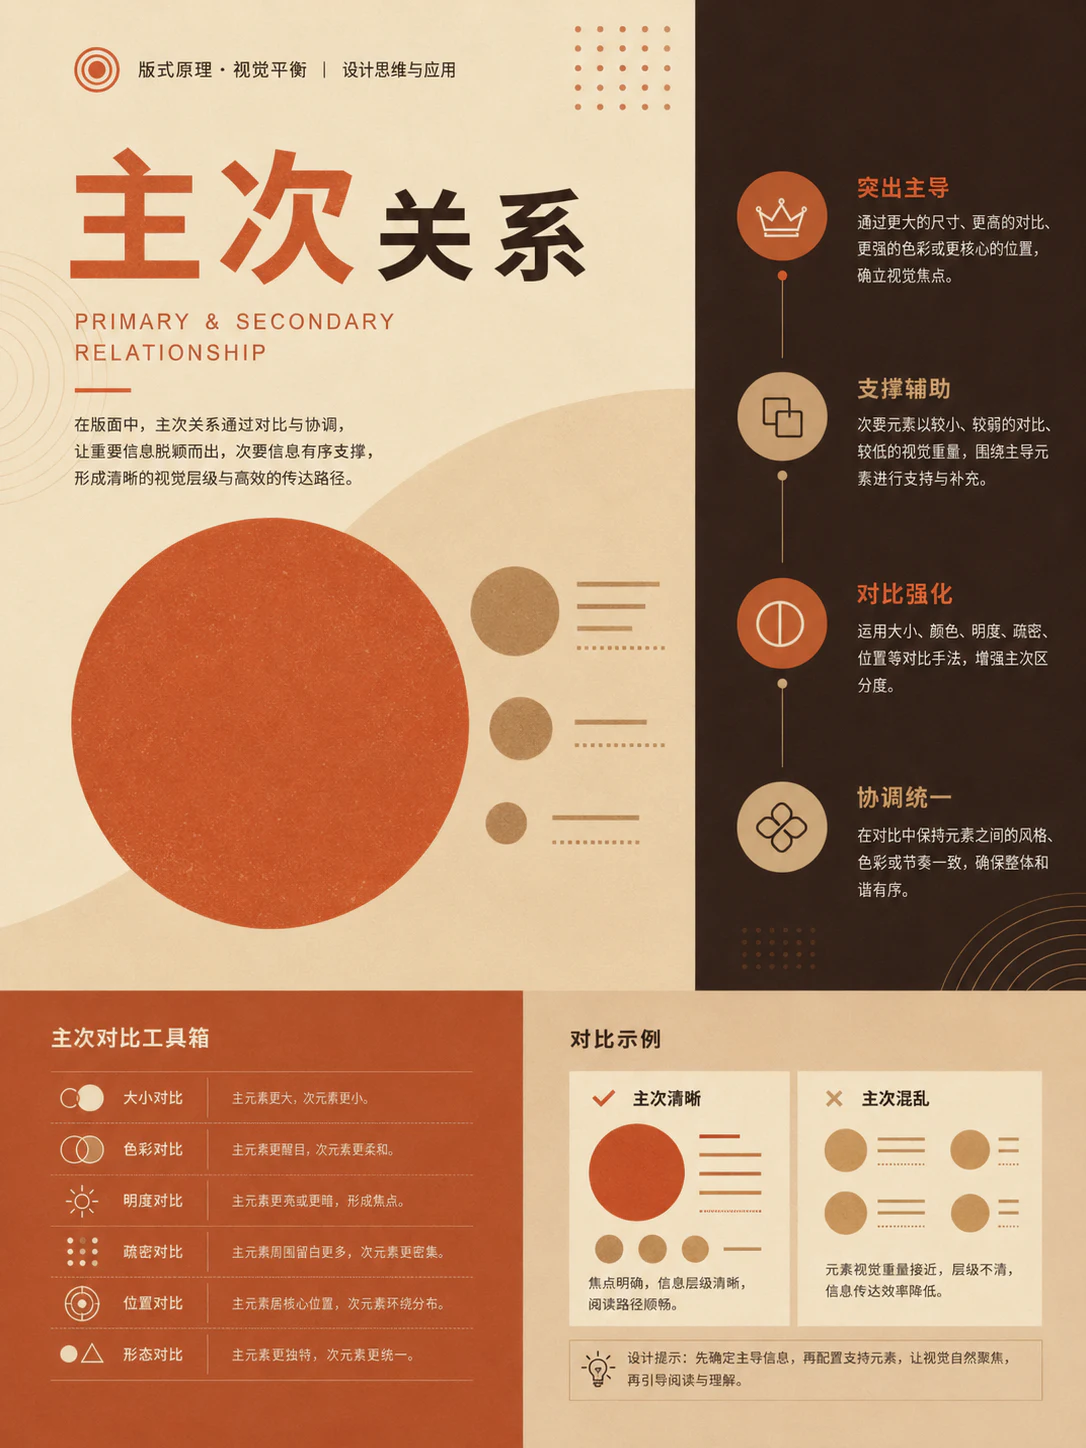 版式原理·视觉平衡 | 设计思维与应用
主次关系
PRIMARY & SECONDARY
RELATIONSHIP
在版面中，主次关系通过对比与协调，
让重要信息脱颖而出，次要信息有序支撑，
形成清晰的视觉层级与高效的传达路径。
突出主导
通过更大的尺寸、更高的对比、
更强的色彩或更核心的位置，
确立视觉焦点。
支撑辅助
次要元素以较小、较弱的对比、
较低的视觉重量，围绕主导元
素进行支持与补充。
对比强化
运用大小、颜色、明度、疏密、
位置等对比手法，增强主次区
分度。
协调统一
在对比中保持元素之间的风格、
色彩或节奏一致，确保整体和
谐有序。
主次对比工具箱
大小对比
主元素更大，次元素更小。
色彩对比
主元素更醒目，次元素更柔和。
明度对比
主元素更亮或更暗，形成焦点。
疏密对比
主元素周围留白更多，次元素更密集。
位置对比
主元素居核心位置，次元素环绕分布。
形态对比
主元素更独特，次元素更统一。
对比示例
主次清晰
焦点明确，信息层级清晰，
阅读路径顺畅。
主次混乱
元素视觉重量接近，层级不清，
信息传达效率降低。
设计提示：先确定主导信息，再配置支持元素，让视觉自然聚焦，
再引导阅读与理解。